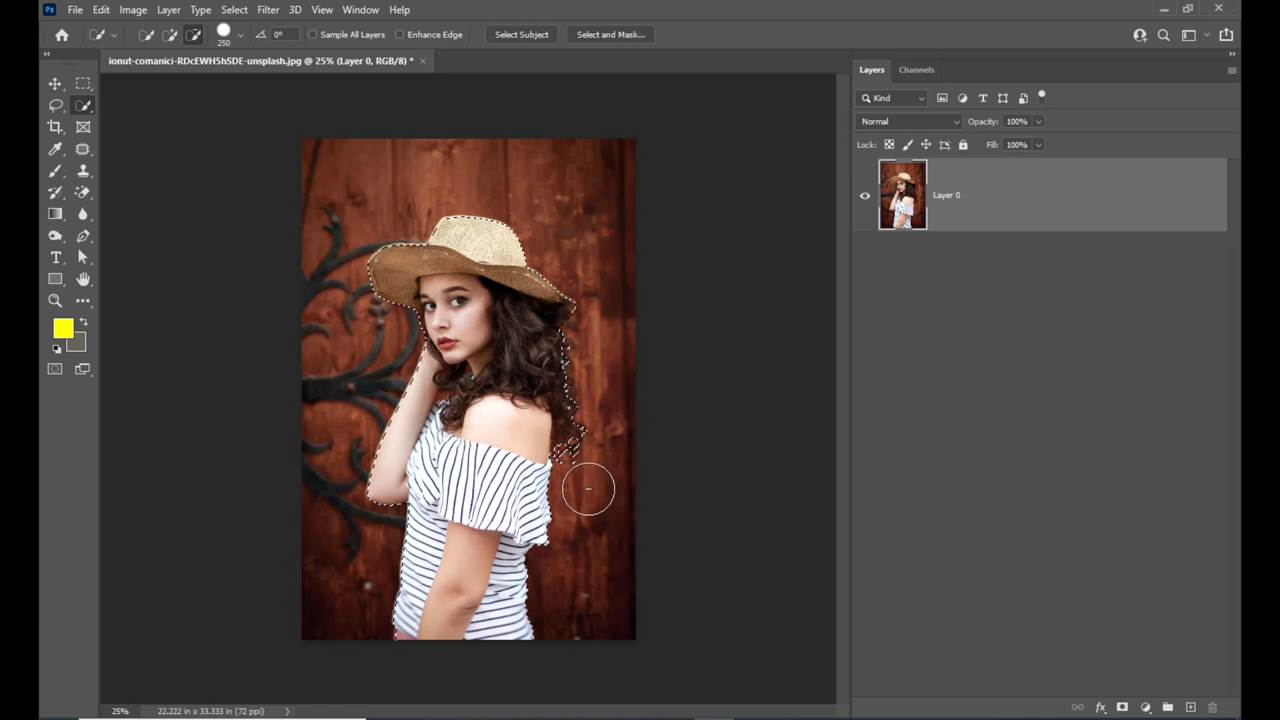 Ps File Edit Image Layer Type Select Filter 3D View Window Help
250 0° Sample All Layers Enhance Edge Select Subject Select and Mask...
ionut-comanici-RDcEWH5hSDE-unsplash.jpg @ 25% (Layer 0, RGB/8) * ×
Layers Channels
Kind
Normal Opacity: 100%
Lock: Fill: 100%
Layer 0
25% 22.222 in x 33.333 in (72 ppi)